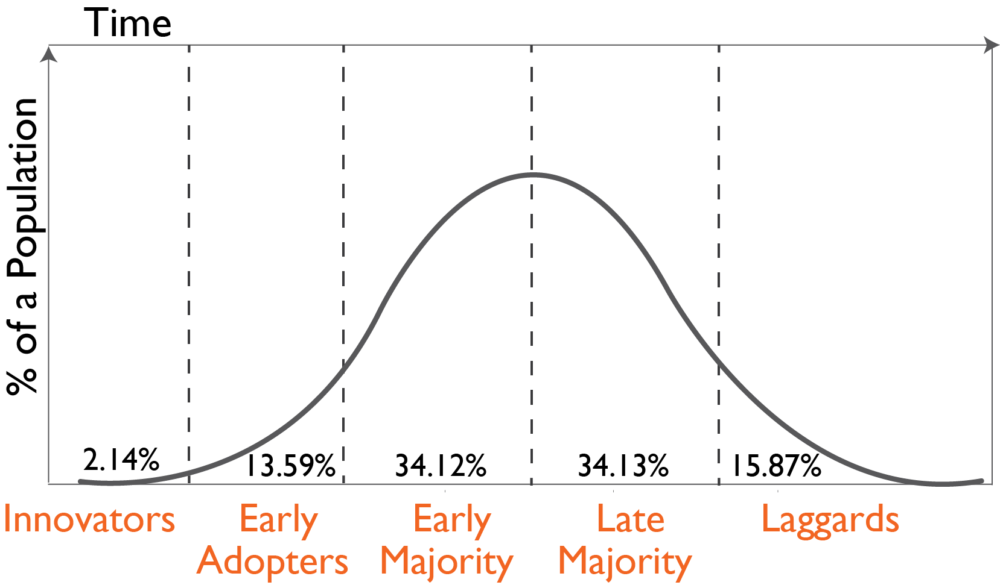 Time
% of a Population
2.14%
13.59%
34.12%
34.13%
15.87%
Innovators
Early
Adopters
Early
Majority
Late
Majority
Laggards